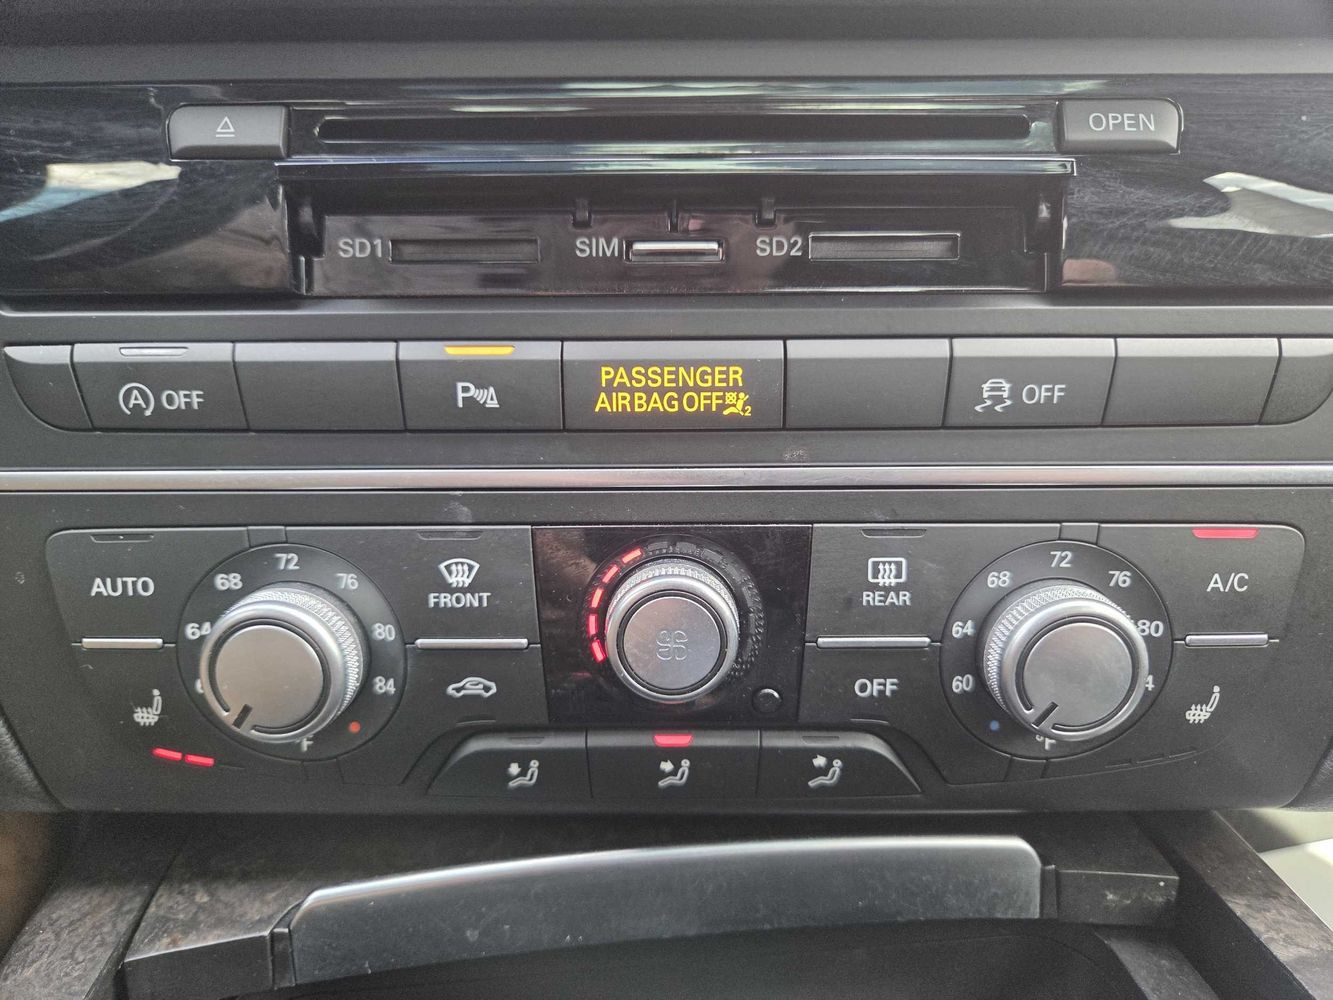 OPEN
SD1 SIM SD2
A OFF P PASSENGER OFF
AIRBAG OFF 2
AUTO 64 68 72 76 80 84 F
FRONT
REAR
OFF
60 64 68 72 76 80 °F
A/C